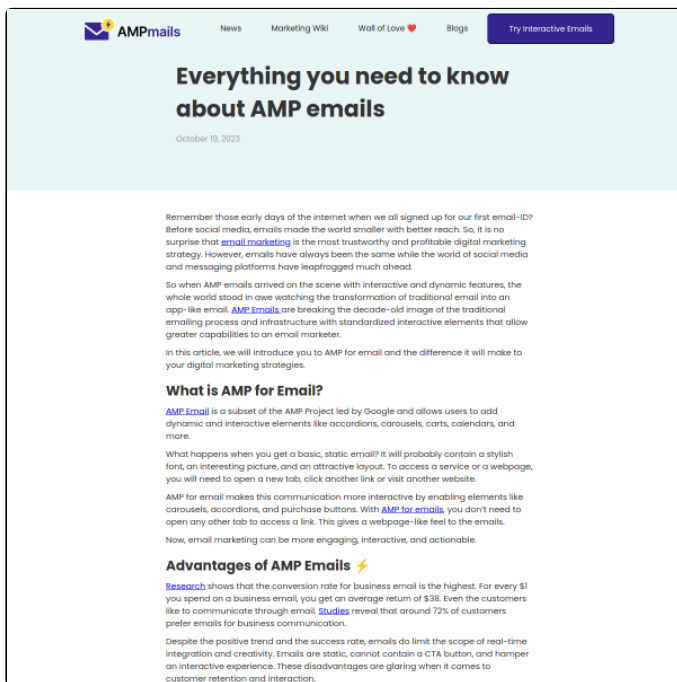 AMPmails
News
Marketing Wiki
Wall of Love ❤️
Blogs
Try Interactive Emails
Everything you need to know
about AMP emails
October 19, 2023
Remember those early days of the internet when we all signed up for our first email-ID?
Before social media, emails made the world smaller with better reach. So, it is no
surprise that email marketing is the most trustworthy and profitable digital marketing
strategy. However, emails have always been the same while the world of social media
and messaging platforms have leapfrogged much ahead.
So when AMP emails arrived on the scene with interactive and dynamic features, the
whole world stood in awe watching the transformation of traditional email into an
app-like email. AMP Emails are breaking the decade-old image of the traditional
emailing process and infrastructure with standardized interactive elements that allow
greater capabilities to an email marketer.
In this article, we will introduce you to AMP for email and the difference it will make to
your digital marketing strategies.
What is AMP for Email?
AMP Email is a subset of the AMP Project led by Google and allows users to add
dynamic and interactive elements like accordions, carousels, carts, calendars, and
more.
What happens when you get a basic, static email? It will probably contain a stylish
font, an interesting picture, and an attractive layout. To access a service or a webpage,
you will need to open a new tab, click another link or visit another website.
AMP for email makes this communication more interactive by enabling elements like
carousels, accordions, and purchase buttons. With AMP for emails, you don't need to
open any other tab to access a link. This gives a webpage-like feel to the emails.
Now, email marketing can be more engaging, interactive, and actionable.
Advantages of AMP Emails ⚡
Research shows that the conversion rate for business email is the highest. For every $1
you spend on a business email, you get an average return of $38. Even the customers
like to communicate through email. Studies reveal that around 72% of customers
prefer emails for business communication.
Despite the positive trend and the success rate, emails do limit the scope of real-time
integration and creativity. Emails are static, cannot contain a CTA button, and hamper
an interactive experience. These disadvantages are glaring when it comes to
customer retention and interaction.